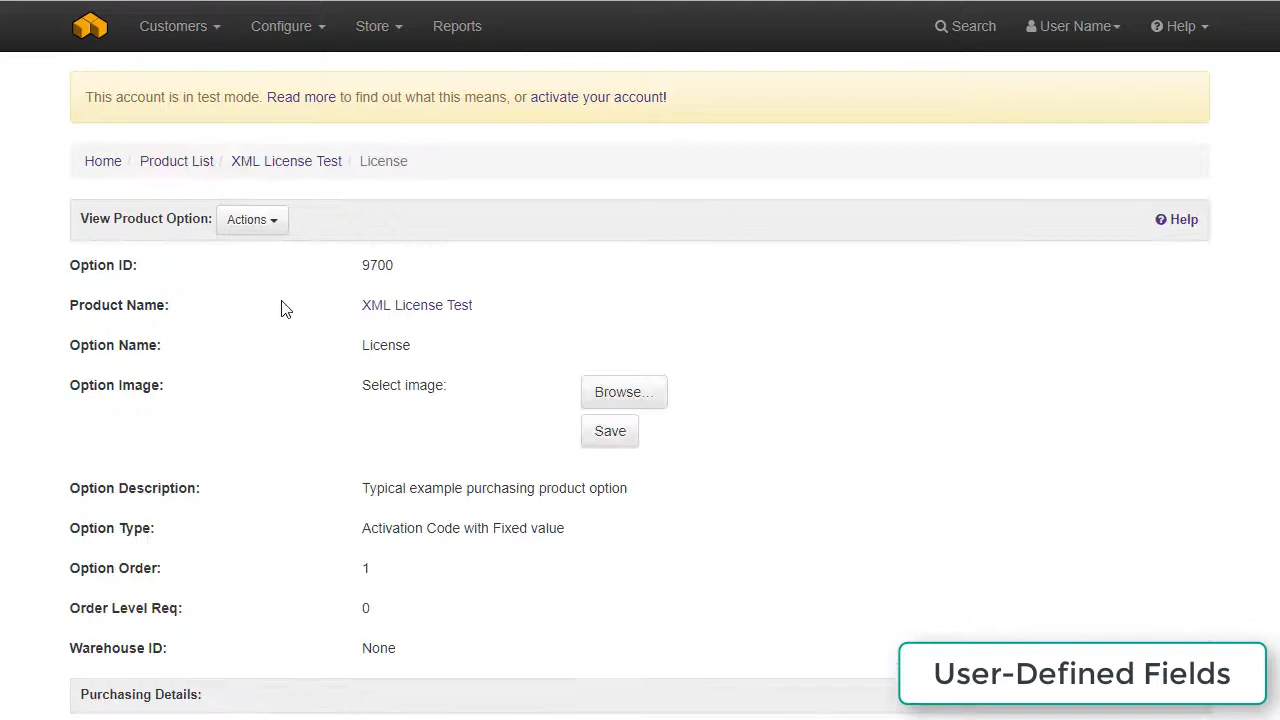 Customers Configure Store Reports Search User Name Help
This account is in test mode. Read more to find out what this means, or activate your account!
Home / Product List / XML License Test / License
View Product Option: Actions Help
Option ID: 9700
Product Name: XML License Test
Option Name: License
Option Image: Select image: Browse...
Save
Option Description: Typical example purchasing product option
Option Type: Activation Code with Fixed value
Option Order: 1
Order Level Req: 0
Warehouse ID: None
User-Defined Fields
Purchasing Details: